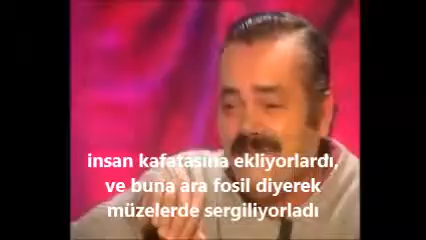 insan kafatasına ekliyorlardı,
ve buna ara fosil diyerek
müzelerde sergiliyorladı